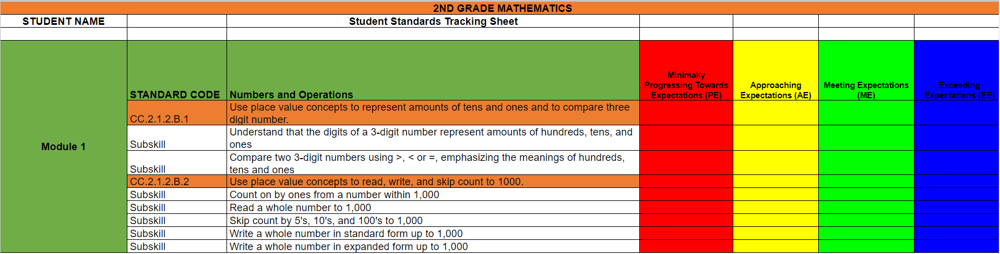 2ND GRADE MATHEMATICS
STUDENT NAME
Student Standards Tracking Sheet
Module 1
STANDARD CODE
Numbers and Operations
Minimally
Progressing Towards
Expectations (PE)
Approaching
Expectations (AE)
Meeting Expectations
(ME)
Exceeding
Expectations (EE)
CC.2.1.2.B.1
Use place value concepts to represent amounts of tens and ones and to compare three
digit number.
Subskill
Understand that the digits of a 3-digit number represent amounts of hundreds, tens, and
ones
Subskill
Compare two 3-digit numbers using >, < or =, emphasizing the meanings of hundreds,
tens and ones
CC.2.1.2.B.2
Use place value concepts to read, write, and skip count to 1000.
Subskill
Count on by ones from a number within 1,000
Subskill
Read a whole number to 1,000
Subskill
Skip count by 5's, 10's, and 100's to 1,000
Subskill
Write a whole number in standard form up to 1,000
Subskill
Write a whole number in expanded form up to 1,000